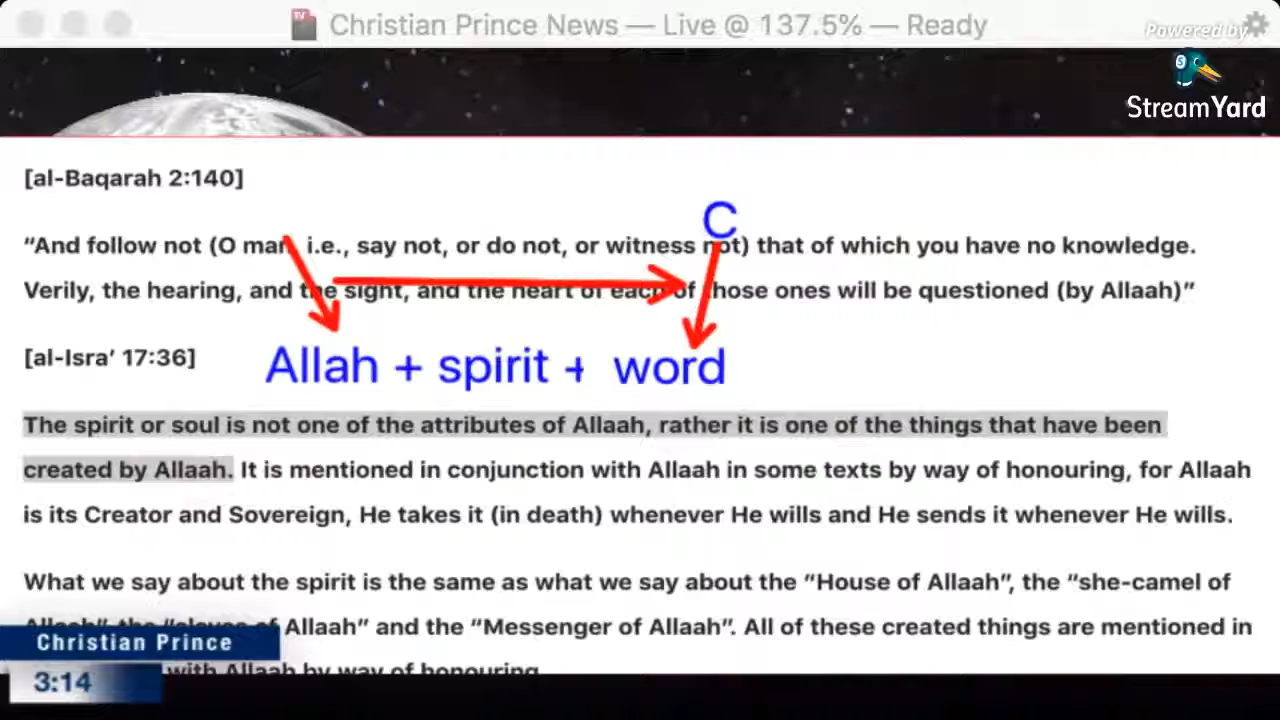 Christian Prince News — Live @ 137.5% — Ready
Powered by
StreamYard
[al-Baqarah 2:140]
C
“And follow not (O man i.e., say not, or do not, or witness not) that of which you have no knowledge.
Verily, the hearing, and the sight, and the heart of each of those ones will be questioned (by Allaah)”
[al-Isra’ 17:36]
Allah + spirit + word
The spirit or soul is not one of the attributes of Allaah, rather it is one of the things that have been
created by Allaah. It is mentioned in conjunction with Allaah in some texts by way of honouring, for Allaah
is its Creator and Sovereign, He takes it (in death) whenever He wills and He sends it whenever He wills.
What we say about the spirit is the same as what we say about the “House of Allaah”, the “she-camel of
Allaah”, the “slaves of Allaah” and the “Messenger of Allaah”. All of these created things are mentioned in
with Allaah by way of honouring
Christian Prince
3:14